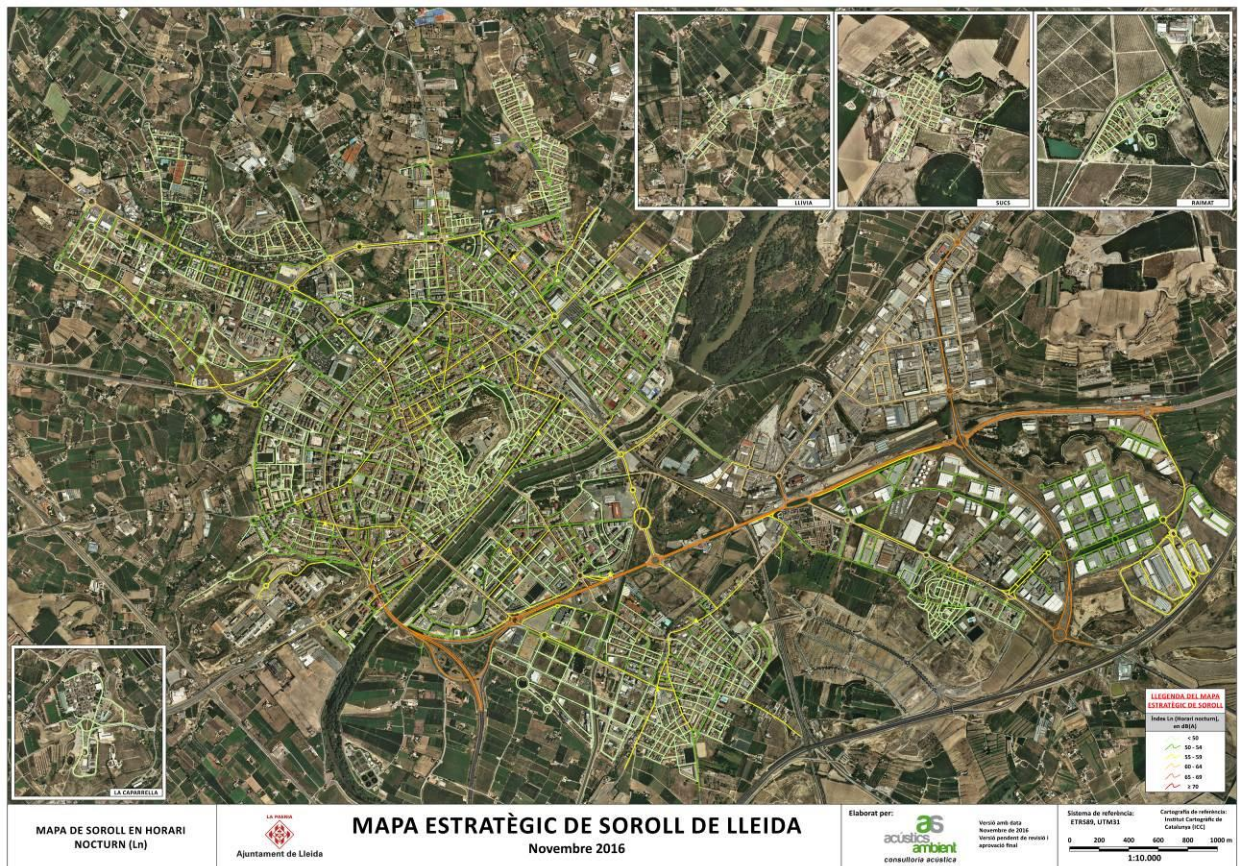 LLIVIA
SUCS
RAIMAT
LA CAPARRELLA
LLEGENDA DEL MAPA
ESTRATÈGIC DE SOROLL
Índex Ln (Horari nocturn),
en dB(A)
< 50
50 - 54
55 - 59
60 - 64
65 - 69
≥ 70
MAPA DE SOROLL EN HORARI
NOCTURN (Ln)
LA PAERIA
Ajuntament de Lleida
MAPA ESTRATÈGIC DE SOROLL DE LLEIDA
Novembre 2016
Elaborat per:
as
acústics
ambient
consultoria acústica
Versió amb data
Novembre de 2016
Versió pendent de revisió i
aprovació final
Sistema de referència:
ETRS89, UTM31
Cartografia de referència:
Institut Cartogràfic de
Catalunya (ICC)
0 200 400 600 800 1000 m
1:10.000